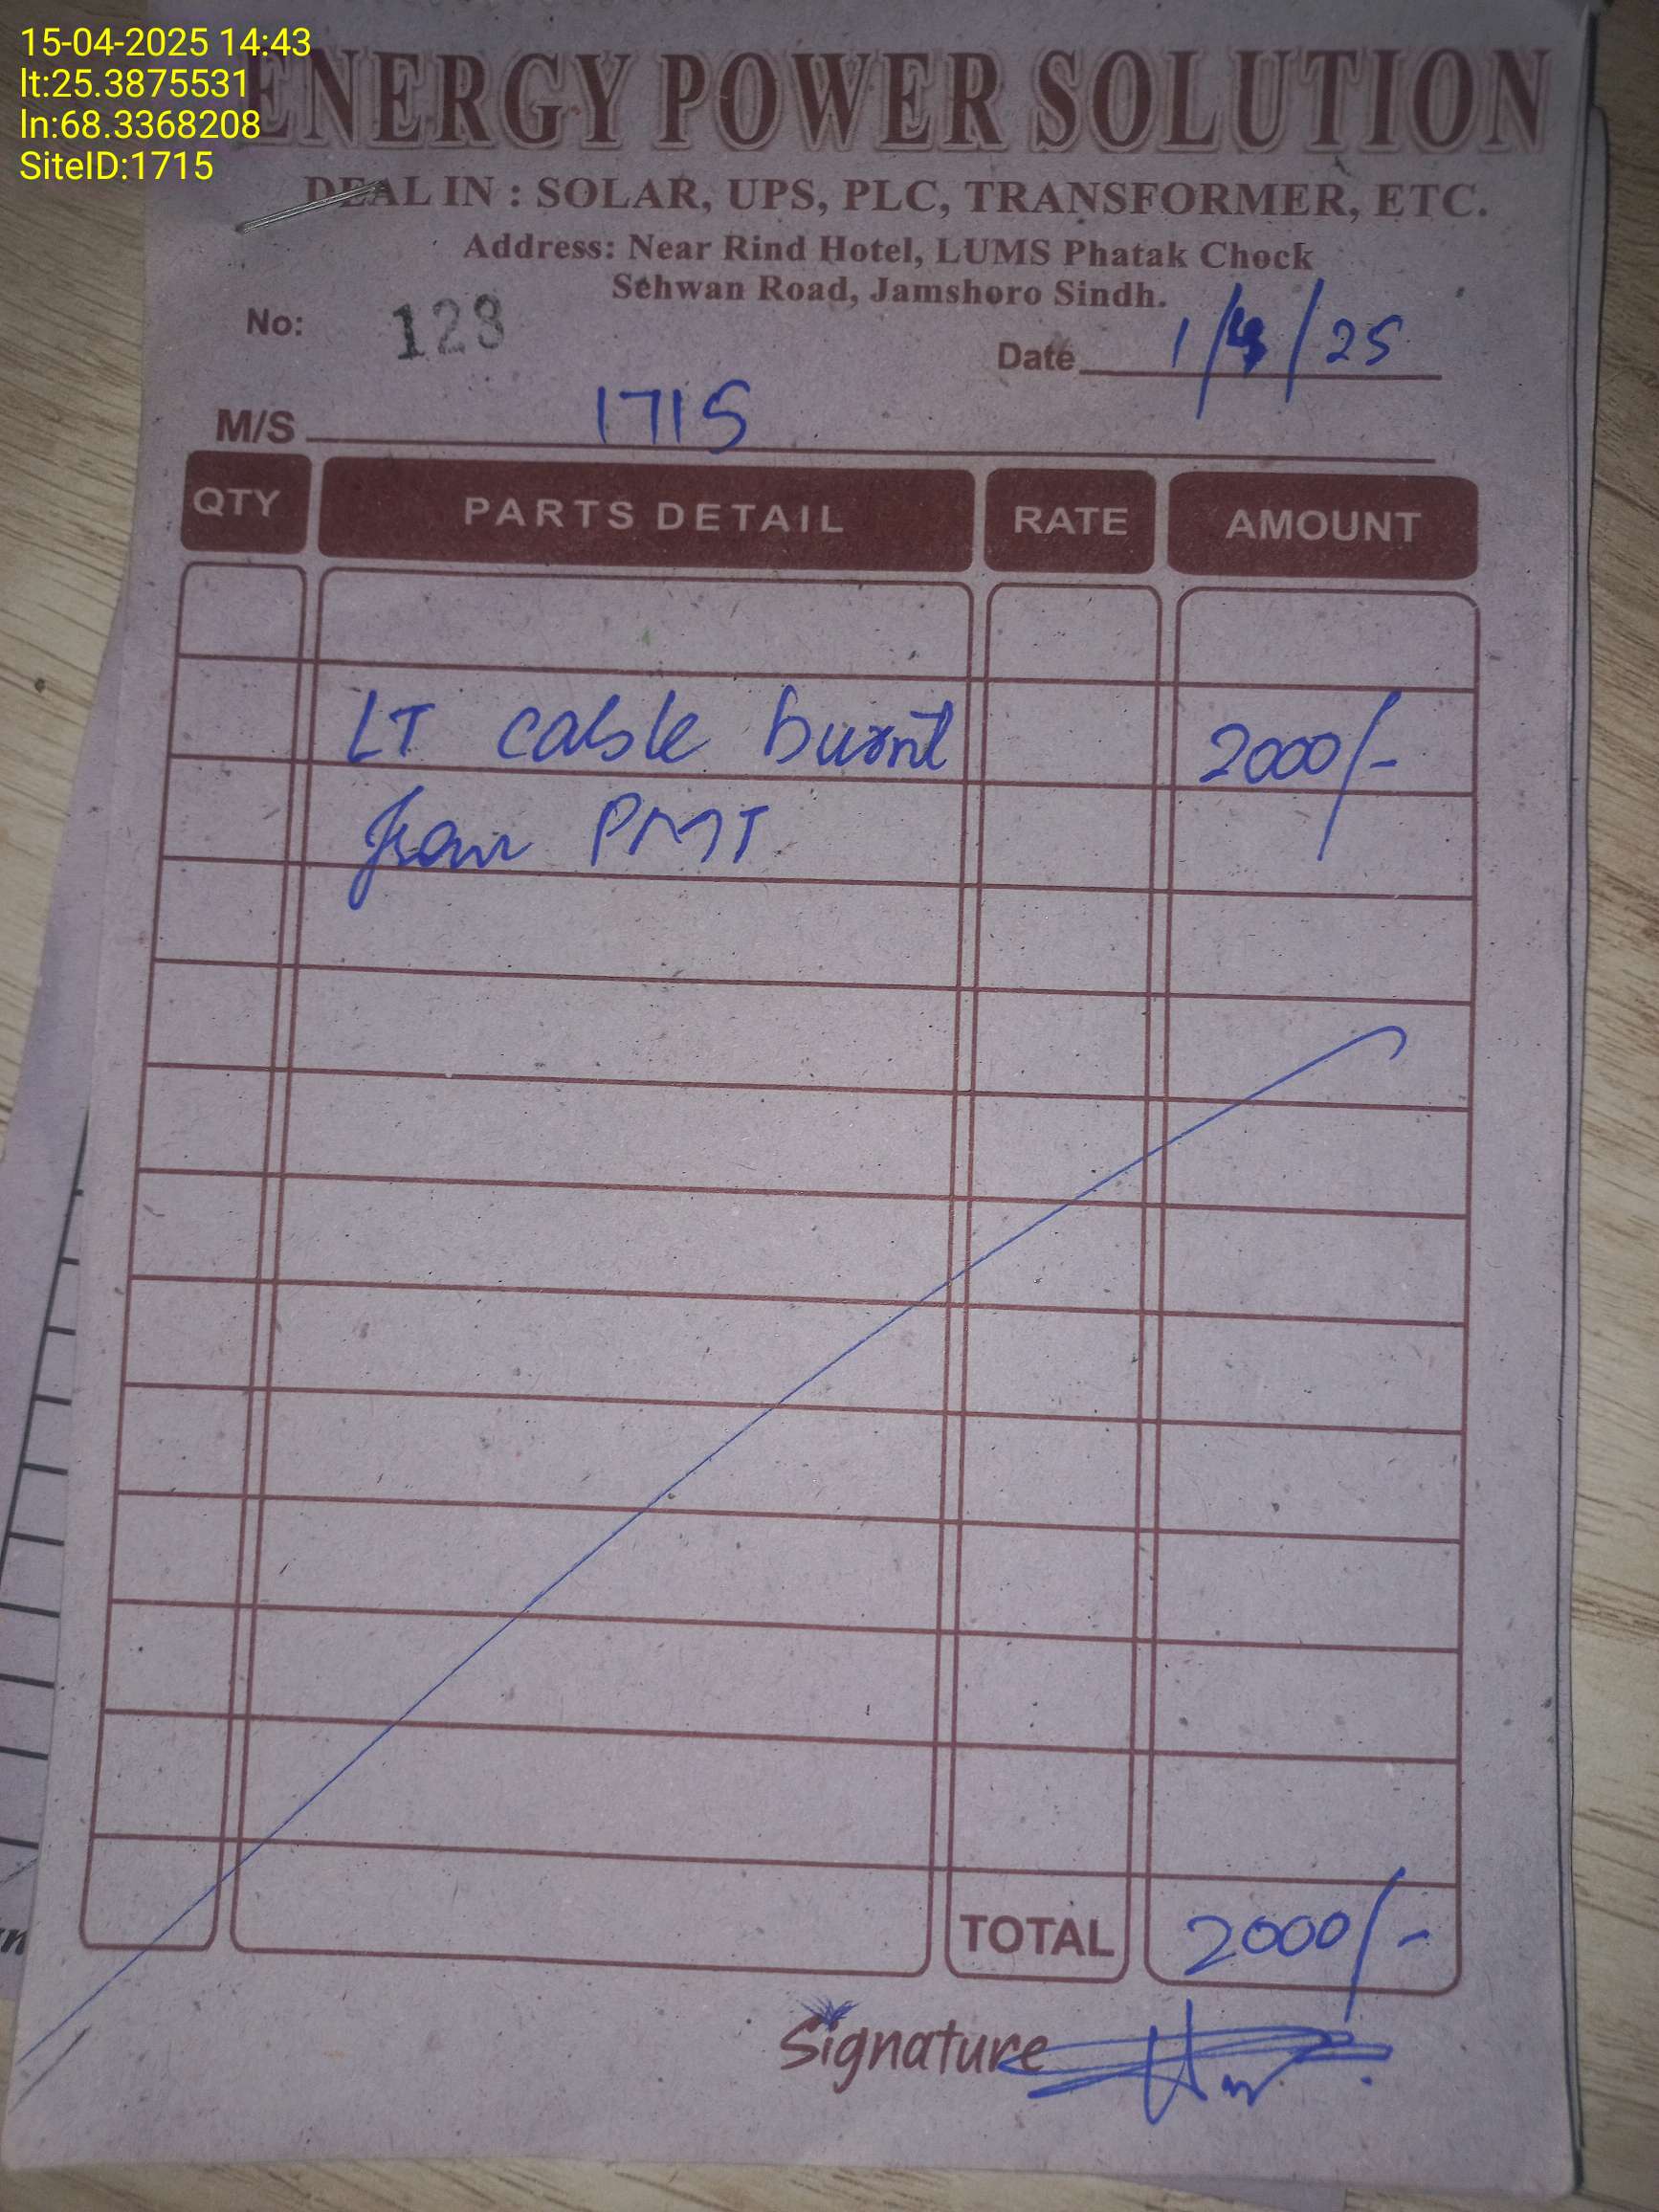 15-04-2025 14:43
lt:25.3875531
ln:68.3368208
SiteID:1715
ENERGY POWER SOLUTION
DEAL IN : SOLAR, UPS, PLC, TRANSFORMER, ETC.
Address: Near Rind Hotel, LUMS Phatak Chock
Sehwan Road, Jamshoro Sindh.
No: 123
Date 1/4/25
M/S 1715
QTY PARTS DETAIL RATE AMOUNT
LT cable burnt 2000/-
from PMT
TOTAL 2000/-
Signature